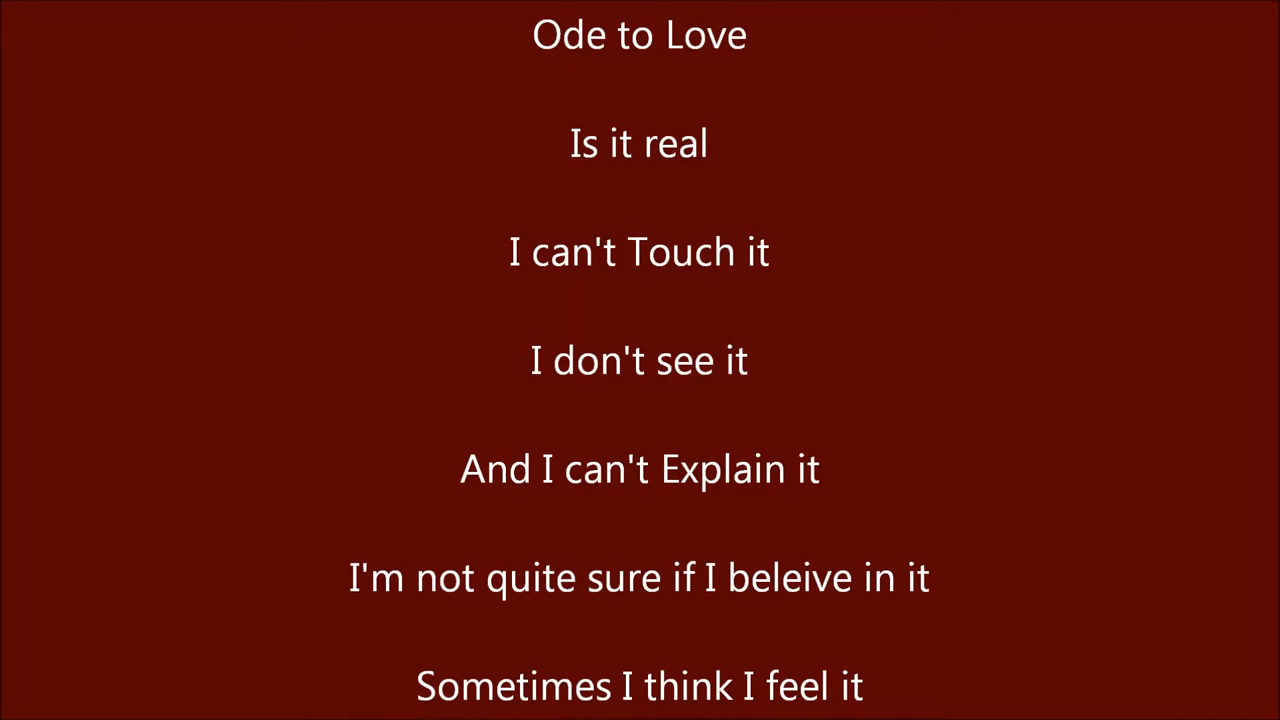 Ode to Love
Is it real
I can't Touch it
I don't see it
And I can't Explain it
I'm not quite sure if I beleive in it
Sometimes I think I feel it